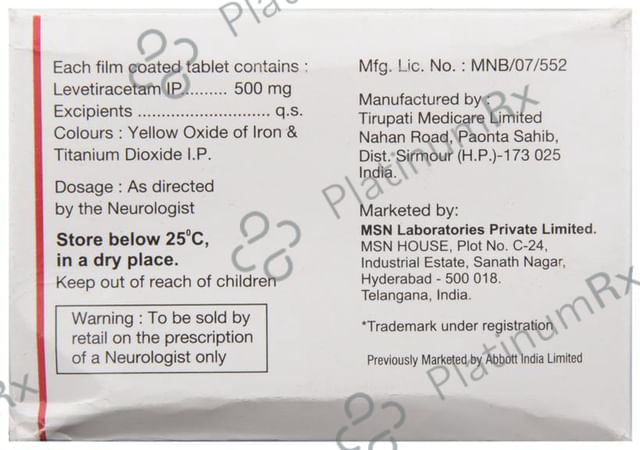 Each film coated tablet contains :
Levetiracetam IP.......... 500 mg
Excipients ............................ q.s.
Colours : Yellow Oxide of Iron &
Titanium Dioxide I.P.
Dosage : As directed
by the Neurologist
Store below 25⁰C,
in a dry place.
Keep out of reach of children
Warning : To be sold by
retail on the prescription
of a Neurologist only
Mfg. Lic. No. : MNB/07/552
Manufactured by :
Tirupati Medicare Limited
Nahan Road, Paonta Sahib,
Dist. Sirmour (H.P.)-173 025
India.
Marketed by:
MSN Laboratories Private Limited.
MSN HOUSE, Plot No. C-24,
Industrial Estate, Sanath Nagar,
Hyderabad - 500 018.
Telangana, India.
*Trademark under registration
Previously Marketed by Abbott India Limited
PlatinumRx
PlatinumRx
PlatinumRx
Rx